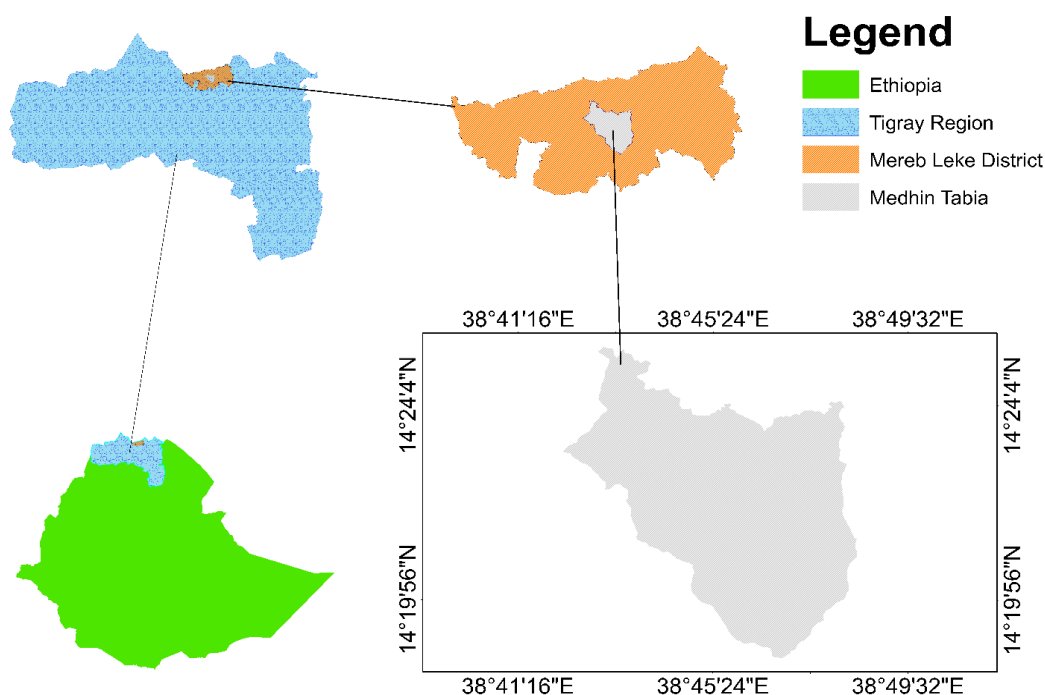 Legend
Ethiopia
Tigray Region
Mereb Leke District
Medhin Tabia
38°41'16"E 38°45'24"E 38°49'32"E
14°24'4"N 14°24'4"N
14°19'56"N 14°19'56"N
38°41'16"E 38°45'24"E 38°49'32"E